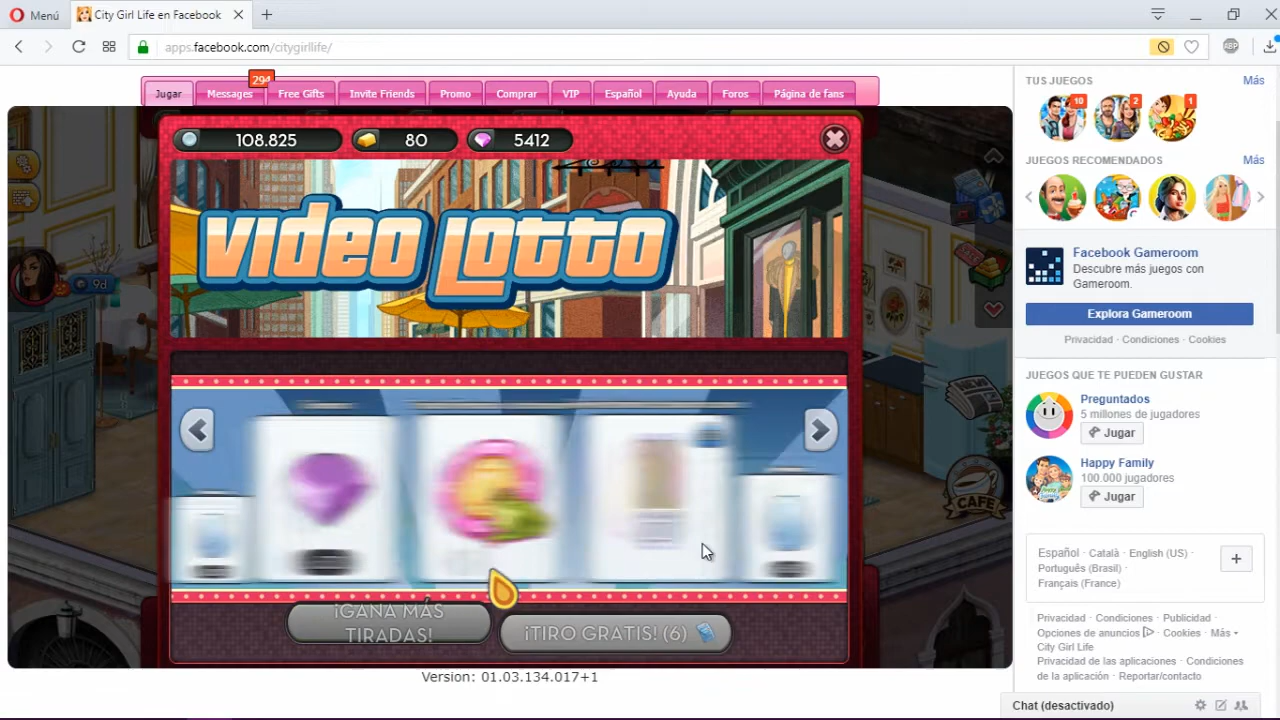 Menú
City Girl Life en Facebook
apps.facebook.com/citygirllife/
ABP
294
Jugar
Messages
Free Gifts
Invite Friends
Promo
Comprar
VIP
Español
Ayuda
Foros
Página de fans
108.825
80
5412
VIDEO LOTTO
9d
NEWS
CAFE
¡GANA MÁS
TIRADAS!
¡TIRO GRATIS! (6)
Version: 01.03.134.017+1
TUS JUEGOS
Más
10
2
1
JUEGOS RECOMENDADOS
Más
Facebook Gameroom
Descubre más juegos con
Gameroom.
Explora Gameroom
Privacidad · Condiciones · Cookies
JUEGOS QUE TE PUEDEN GUSTAR
Preguntados
5 millones de jugadores
Jugar
Happy Family
100.000 jugadores
Jugar
Español · Català · English (US) ·
Português (Brasil) ·
Français (France)
Privacidad · Condiciones · Publicidad ·
Opciones de anuncios · Cookies · Más
City Girl Life
Privacidad de las aplicaciones · Condiciones
de la aplicación · Reportar/contacto
Chat (desactivado)